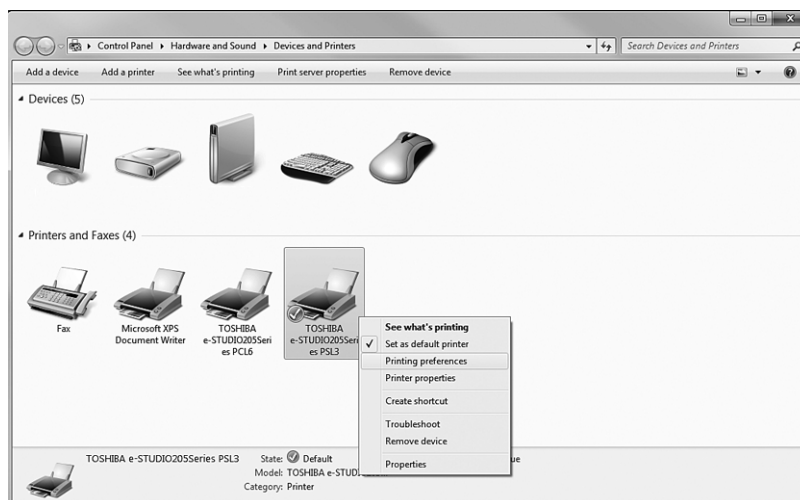 Control Panel ▸ Hardware and Sound ▸ Devices and Printers
Search Devices and Printers
Add a device Add a printer See what's printing Print server properties Remove device
Devices (5)
Printers and Faxes (4)
Fax
Microsoft XPS
Document Writer
TOSHIBA
e-STUDIO205Seri
es PCL6
TOSHIBA
e-STUDIO205Seri
es PSL3
See what's printing
Set as default printer
Printing preferences
Printer properties
Create shortcut
Troubleshoot
Remove device
Properties
TOSHIBA e-STUDIO205Series PSL3 State: Default
Model: TOSHIBA
Category: Printer